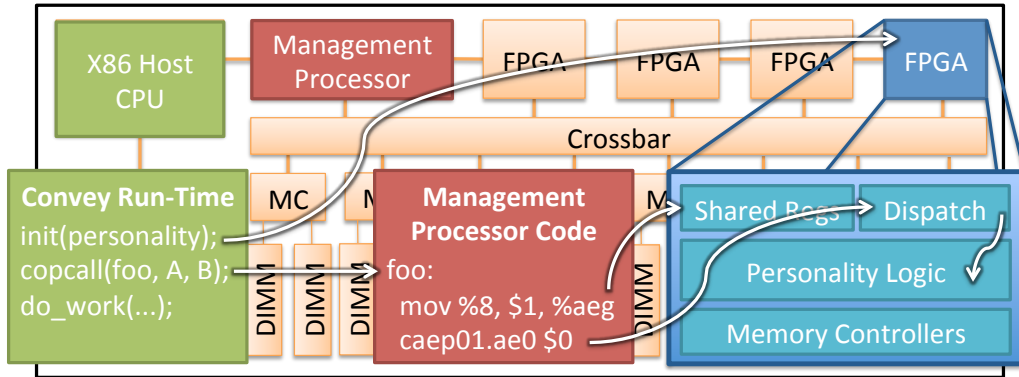 X86 Host
CPU
Management
Processor
FPGA
FPGA
FPGA
FPGA
Crossbar
MC
Convey Run-Time
init(personality);
copcall(foo, A, B);
do_work(...);
DIMM
DIMM
DIMM
Management
Processor Code
foo:
mov %8, $1, %aeg
caep01.ae0 $0
DIMM
Shared Regs
Dispatch
Personality Logic
Memory Controllers